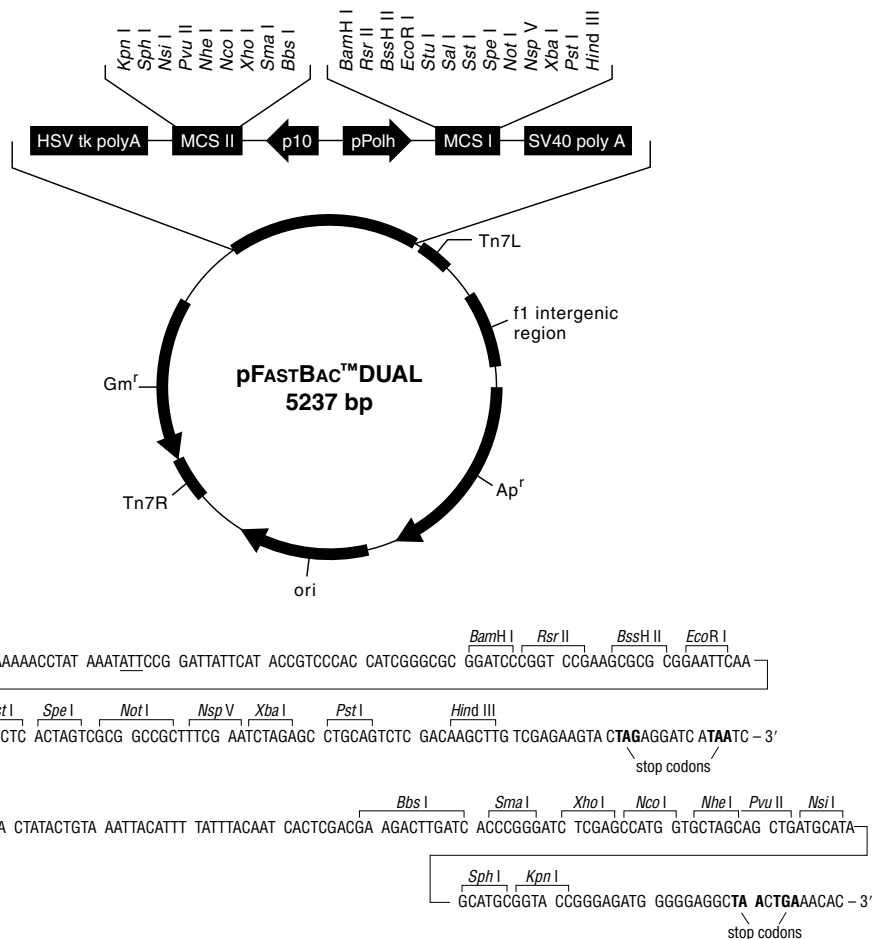 Kpn I
Sph I
Nsi I
Pvu II
Nhe I
Nco I
Xho I
Sma I
Bbs I
BamH I
Rsr II
BssH II
EcoR I
Stu I
Sal I
Sst I
Spe I
Not I
Nsp V
Xba I
Pst I
Hind III
HSV tk polyA MCS II p10 pPolh MCS I SV40 poly A
Tn7L
f1 intergenic
region
pFASTBAC™DUAL
5237 bp
Gmr
Tn7R
Apr
ori
BamH I Rsr II BssH II EcoR I
AAAAACCTAT AAATATTCCG GATTATTCAT ACCGTCCCAC CATCGGGCGC GGATCCCGGT CCGAAGCGCG CGGAATTCAA
st I Spe I Not I Nsp V Xba I Pst I Hind III
CTC ACTAGTCGCG GCCGCTTTCG AATCTAGAGC CTGCAGTCTC GACAAGCTTG TCGAGAAGTA CTAGAGGATC ATAATC – 3′
stop codons
Bbs I Sma I Xho I Nco I Nhe I Pvu II Nsi I
A CTATACTGTA AATTACATTT TATTTACAAT CACTCGACGA AGACTTGATC ACCCGGGATC TCGAGCCATG GTGCTAGCAG CTGATGCATA
Sph I Kpn I
GCATGCGGTA CCGGGAGATG GGGGAGGCTA ACTGAAACAC – 3′
stop codons